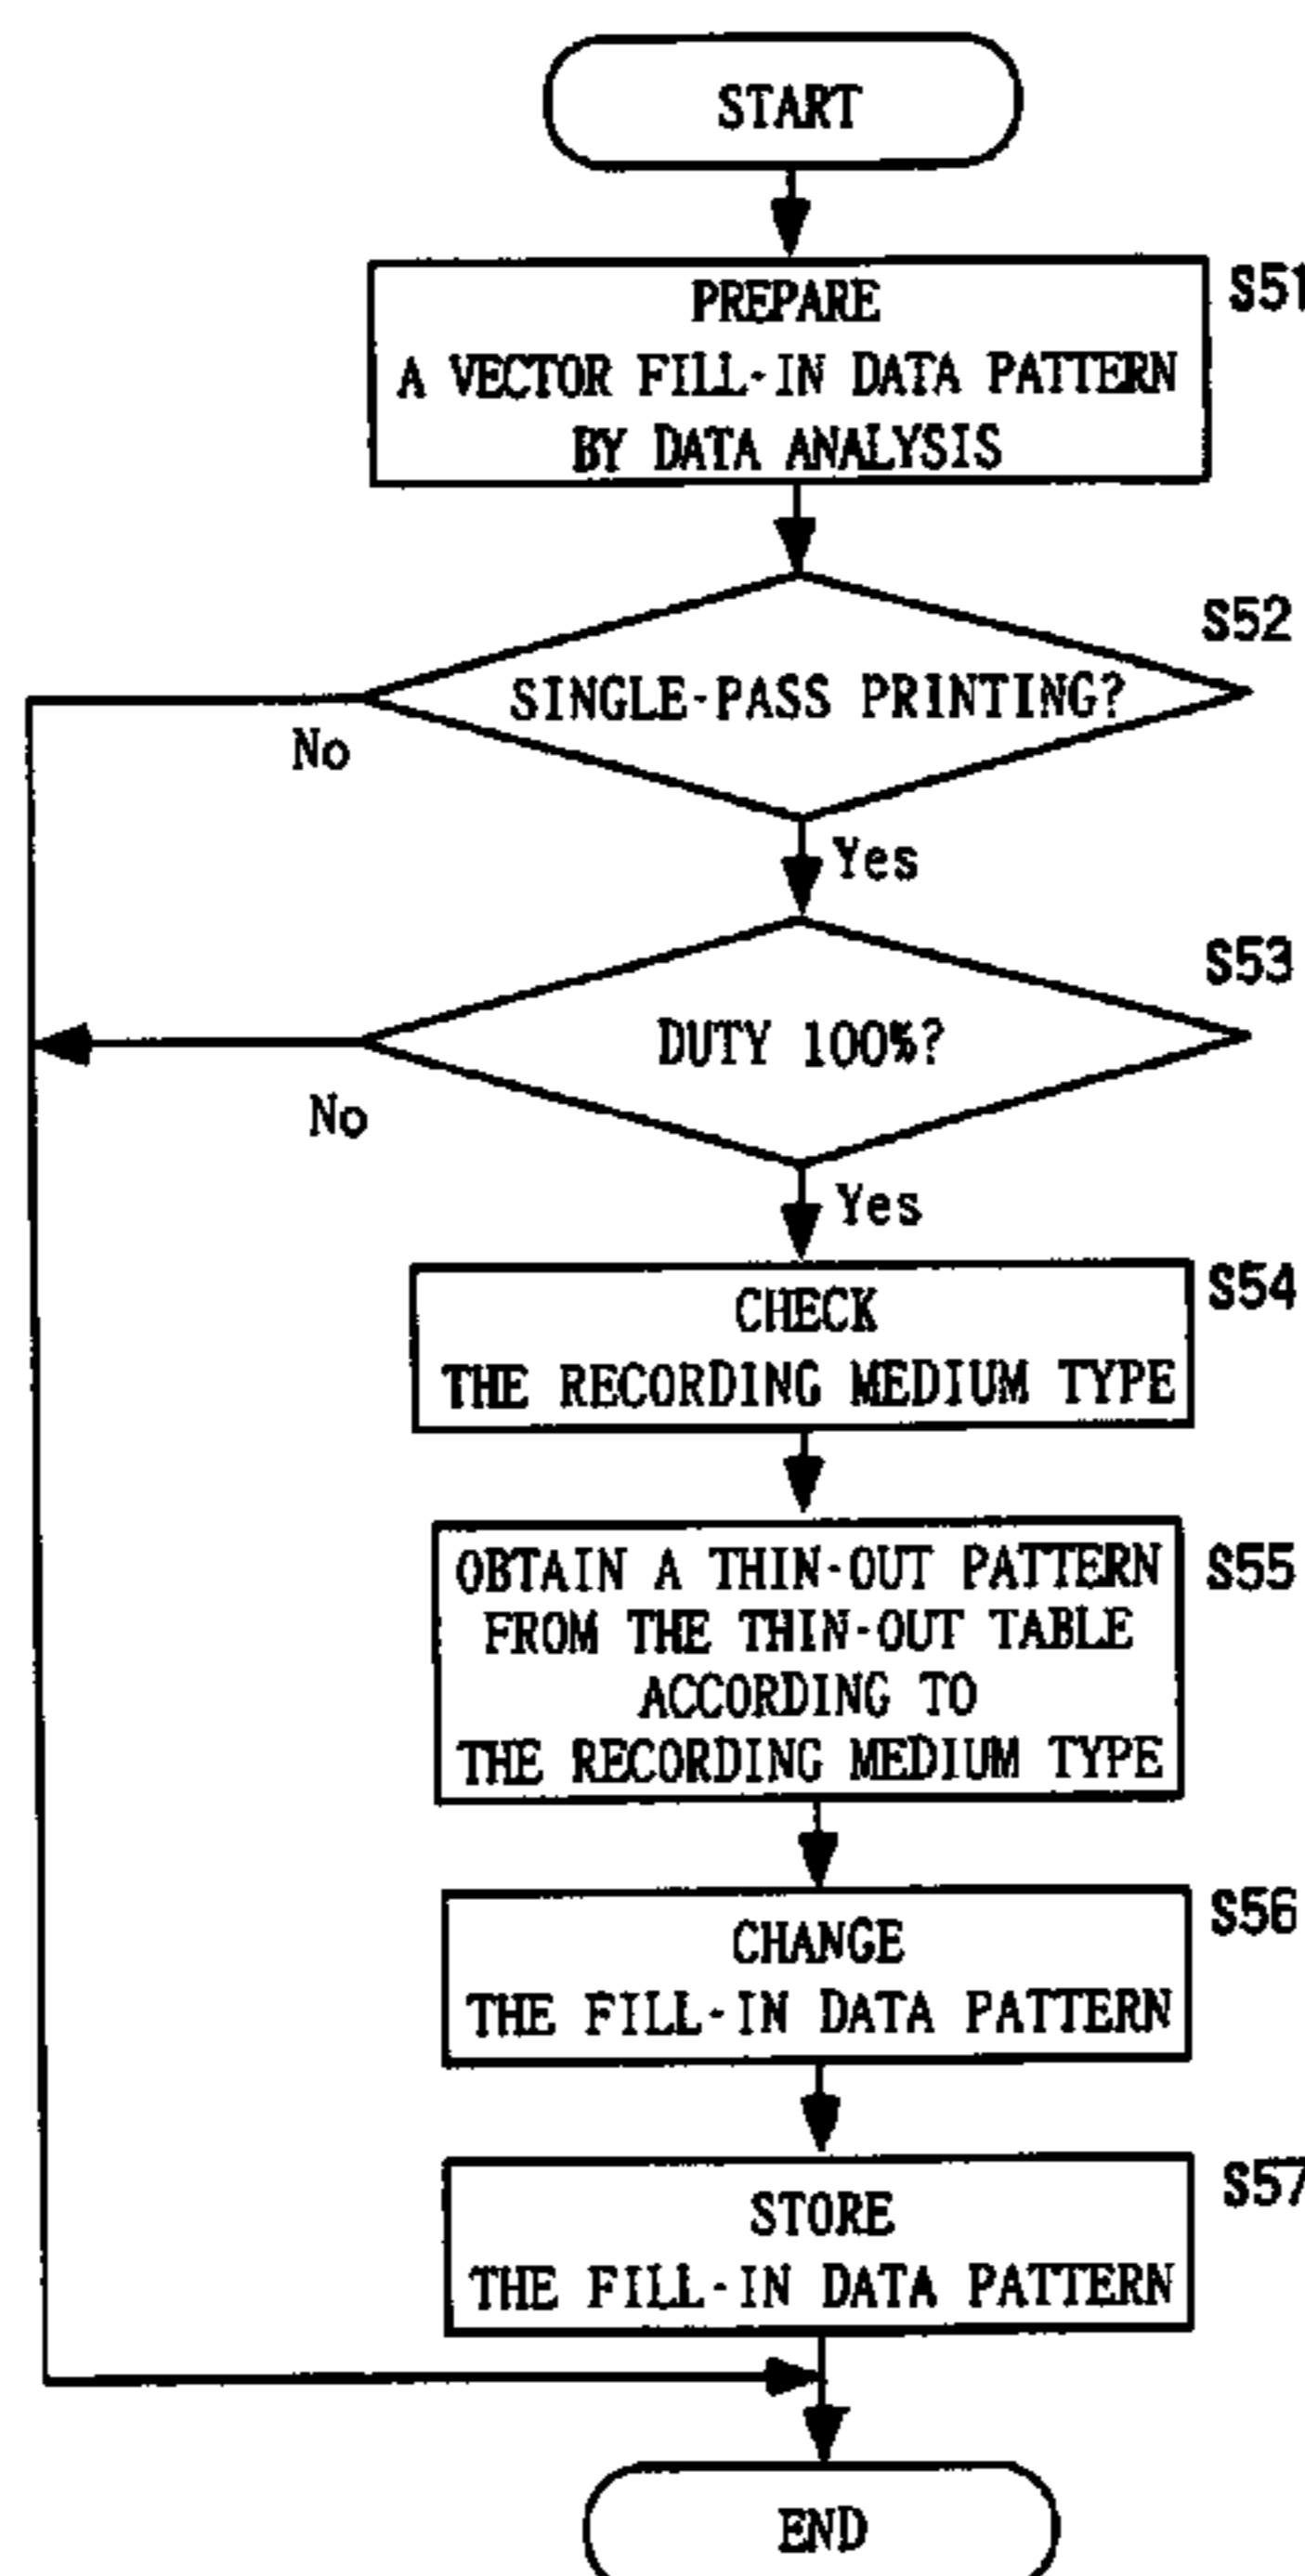 START
PREPARE
A VECTOR FILL-IN DATA PATTERN
BY DATA ANALYSIS
S51
SINGLE-PASS PRINTING?
S52
No
Yes
DUTY 100%?
S53
No
Yes
CHECK
THE RECORDING MEDIUM TYPE
S54
OBTAIN A THIN-OUT PATTERN
FROM THE THIN-OUT TABLE
ACCORDING TO
THE RECORDING MEDIUM TYPE
S55
CHANGE
THE FILL-IN DATA PATTERN
S56
STORE
THE FILL-IN DATA PATTERN
S57
END